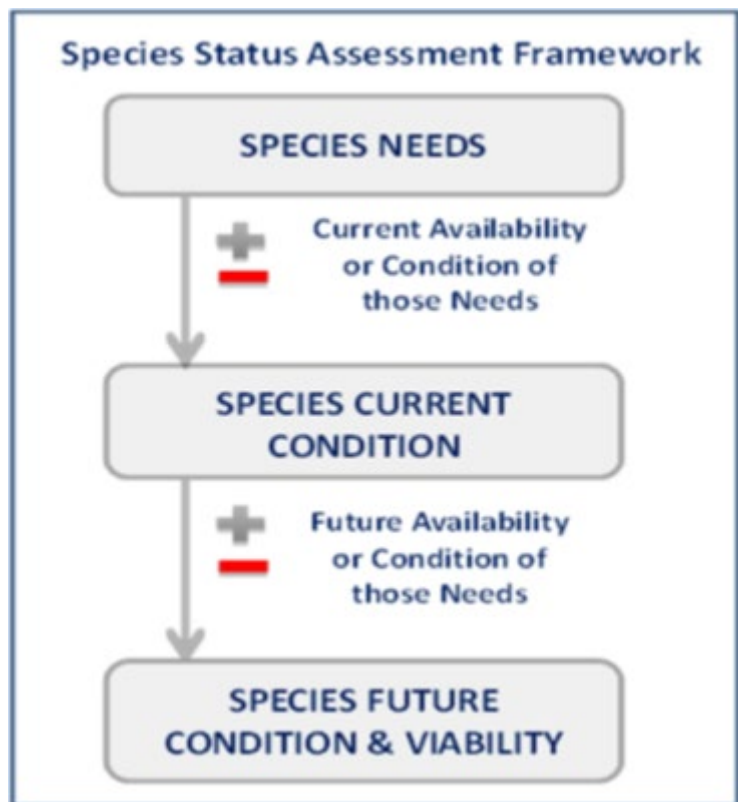 Species Status Assessment Framework
SPECIES NEEDS
Current Availability
or Condition of
those Needs
SPECIES CURRENT
CONDITION
Future Availability
or Condition of
those Needs
SPECIES FUTURE
CONDITION & VIABILITY